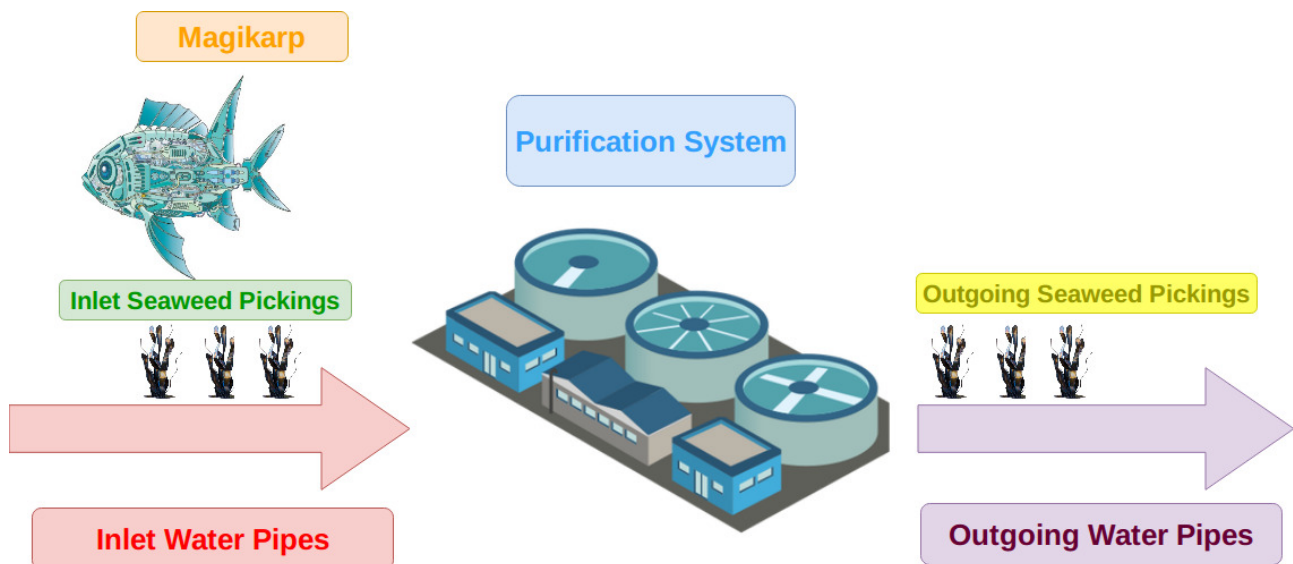 Magikarp
Purification System
Inlet Seaweed Pickings
Outgoing Seaweed Pickings
Inlet Water Pipes
Outgoing Water Pipes